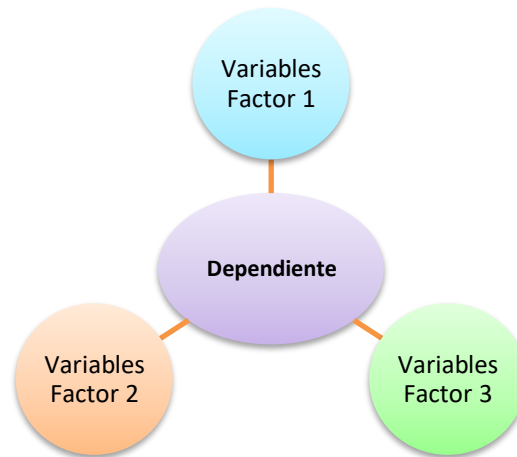 Variables
Factor 1
Dependiente
Variables
Factor 2
Variables
Factor 3